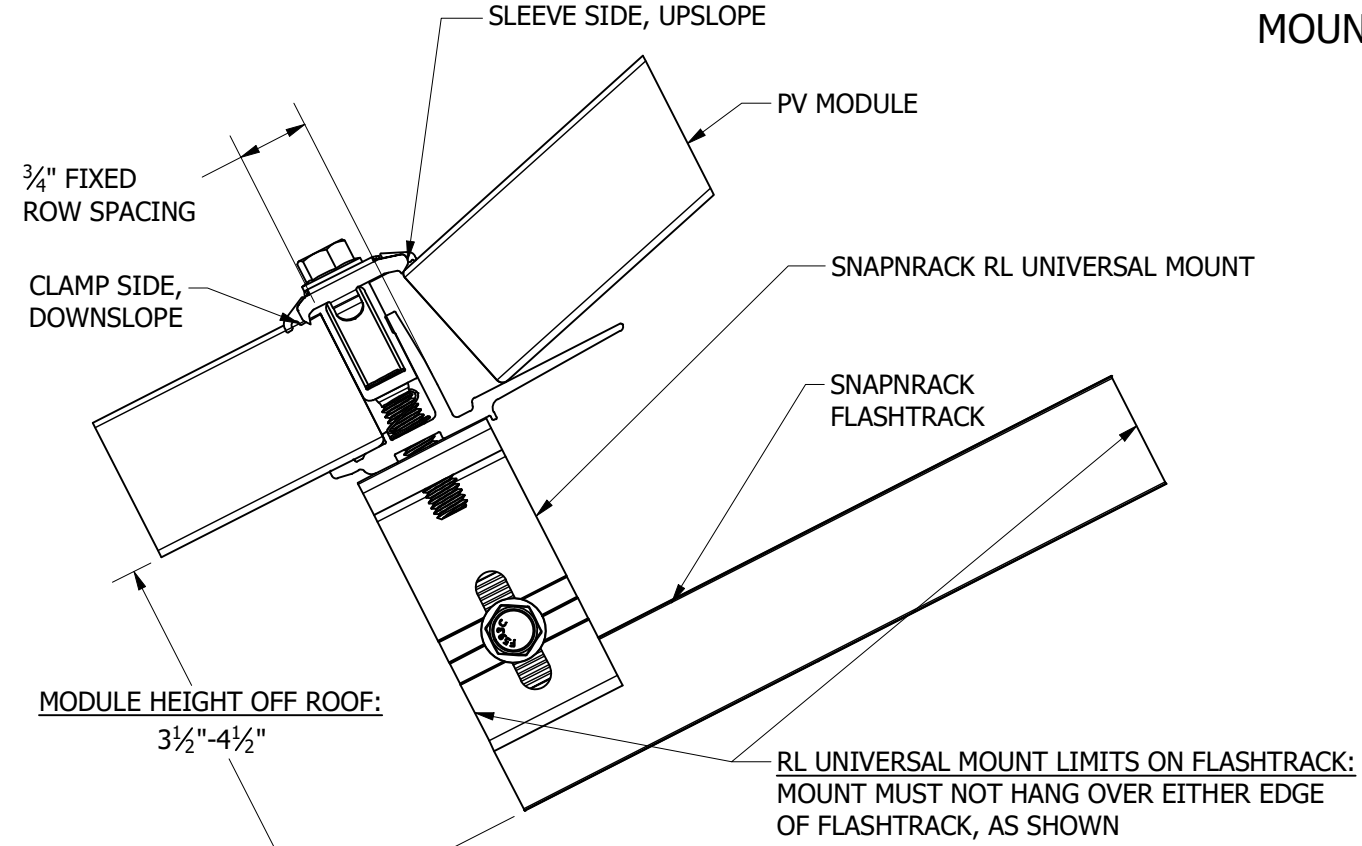 SLEEVE SIDE, UPSLOPE
MOUN
PV MODULE
¾" FIXED
ROW SPACING
SNAPNRACK RL UNIVERSAL MOUNT
CLAMP SIDE,
DOWNSLOPE
SNAPNRACK
FLASHTRACK
MODULE HEIGHT OFF ROOF:
3½"-4½"
RL UNIVERSAL MOUNT LIMITS ON FLASHTRACK:
MOUNT MUST NOT HANG OVER EITHER EDGE
OF FLASHTRACK, AS SHOWN